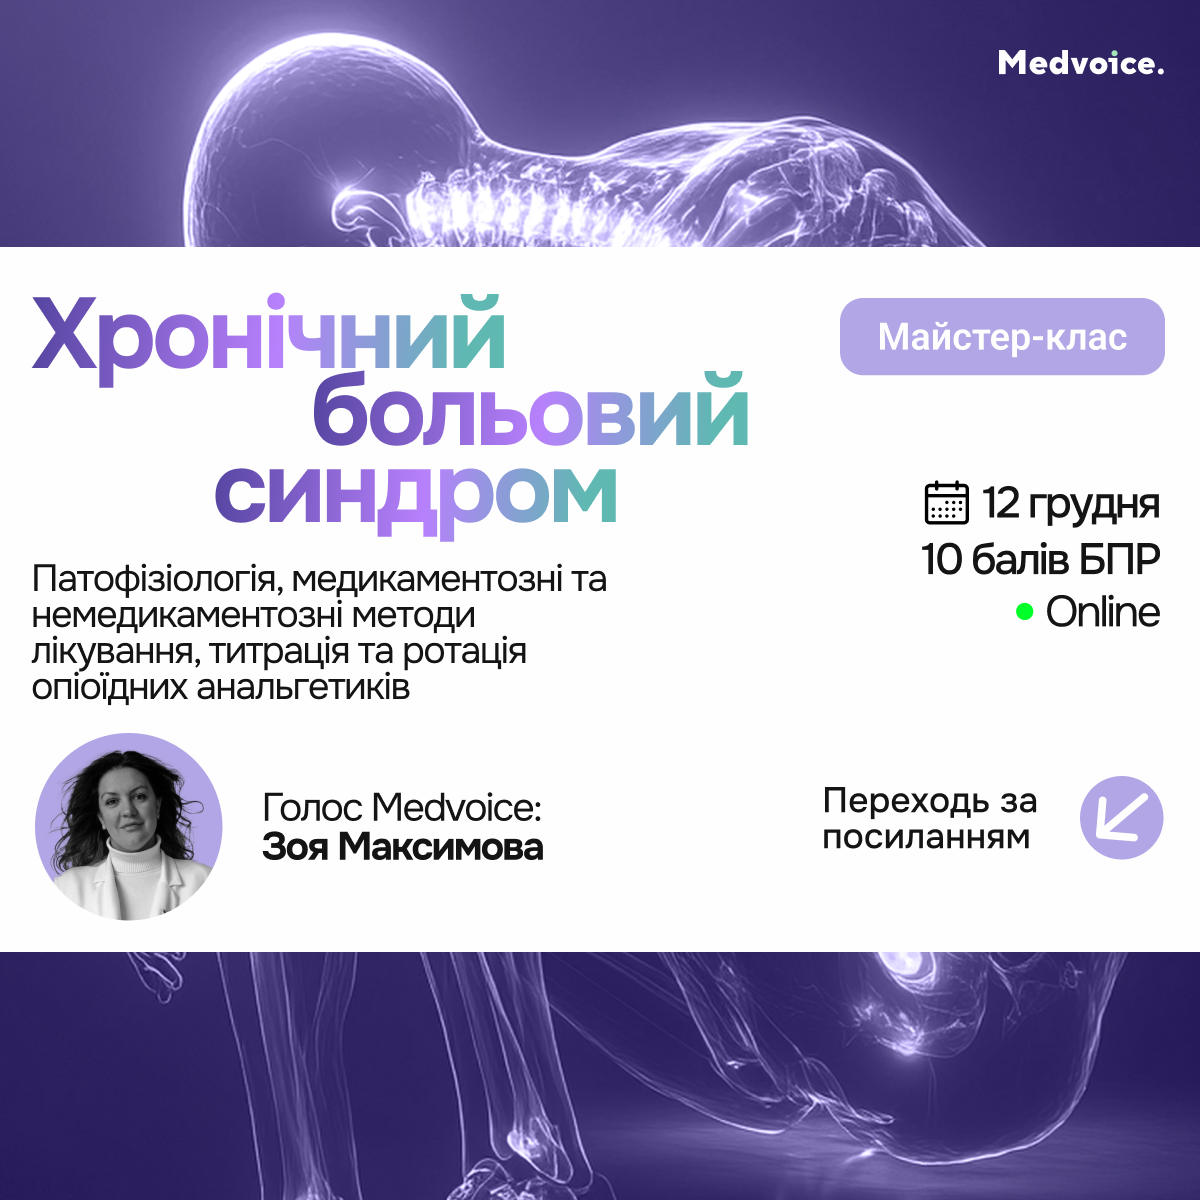 Medvoice.
Хронічний
больовий
синдром
Майстер-клас
12 грудня
10 балів БПР
Online
Патофізіологія, медикаментозні та
немедикаментозні методи
лікування, титрація та ротація
опіоїдних анальгетиків
Голос Medvoice:
Зоя Максимова
Переходь за
посиланням